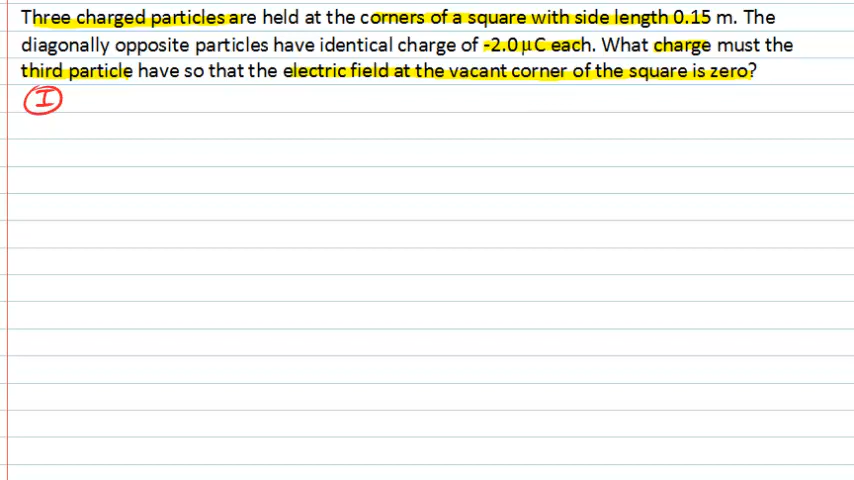 Three charged particles are held at the corners of a square with side length 0.15 m. The
diagonally opposite particles have identical charge of -2.0 μC each. What charge must the
third particle have so that the electric field at the vacant corner of the square is zero?
I